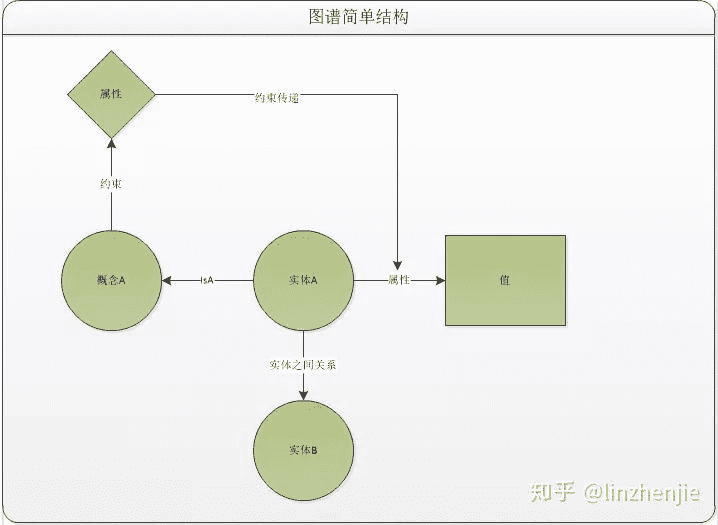 图谱简单结构
属性
约束传递
约束
概念A
IsA
实体A
属性
值
实体之间关系
实体B
知乎 @linzhenjie